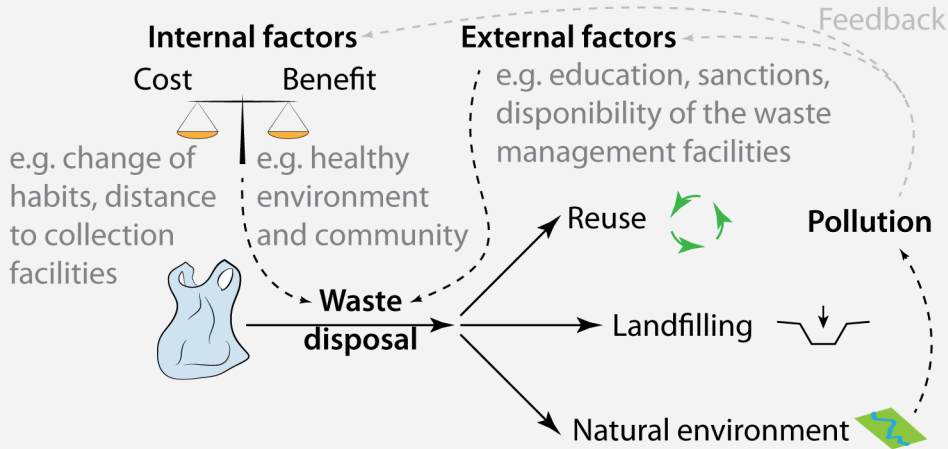 Feedback
Internal factors
External factors
Cost
Benefit
e.g. education, sanctions,
disponibility of the waste
management facilities
e.g. change of
habits, distance
to collection
facilities
e.g. healthy
environment
and community
Reuse
Pollution
Waste
disposal
Landfilling
Natural environment